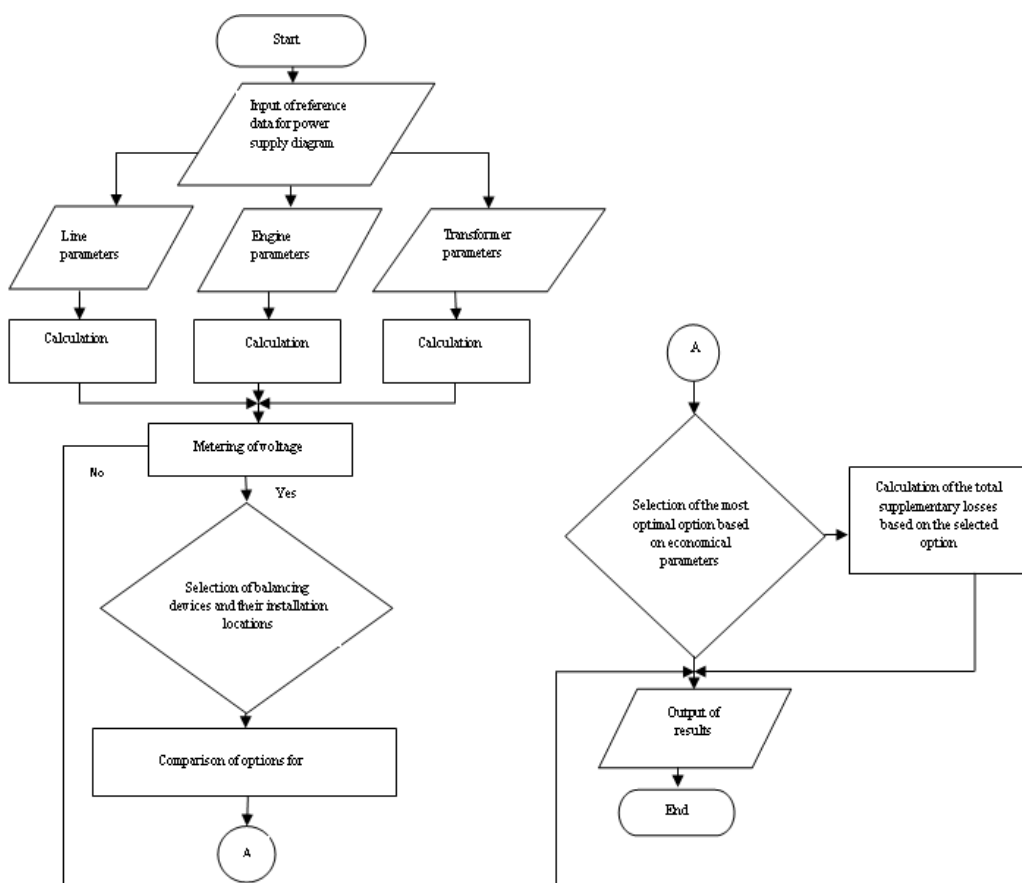 Start
Input of reference
data for power
supply diagram
Line
parameters
Engine
parameters
Transformer
parameters
Calculation
Calculation
Calculation
Metering of voltage
No
Yes
Selection of balancing
devices and their installation
locations
Comparison of options for
A
A
Selection of the most
optimal option based
on economical
parameters
Calculation of the total
supplementary losses
based on the selected
option
Output of
results
End